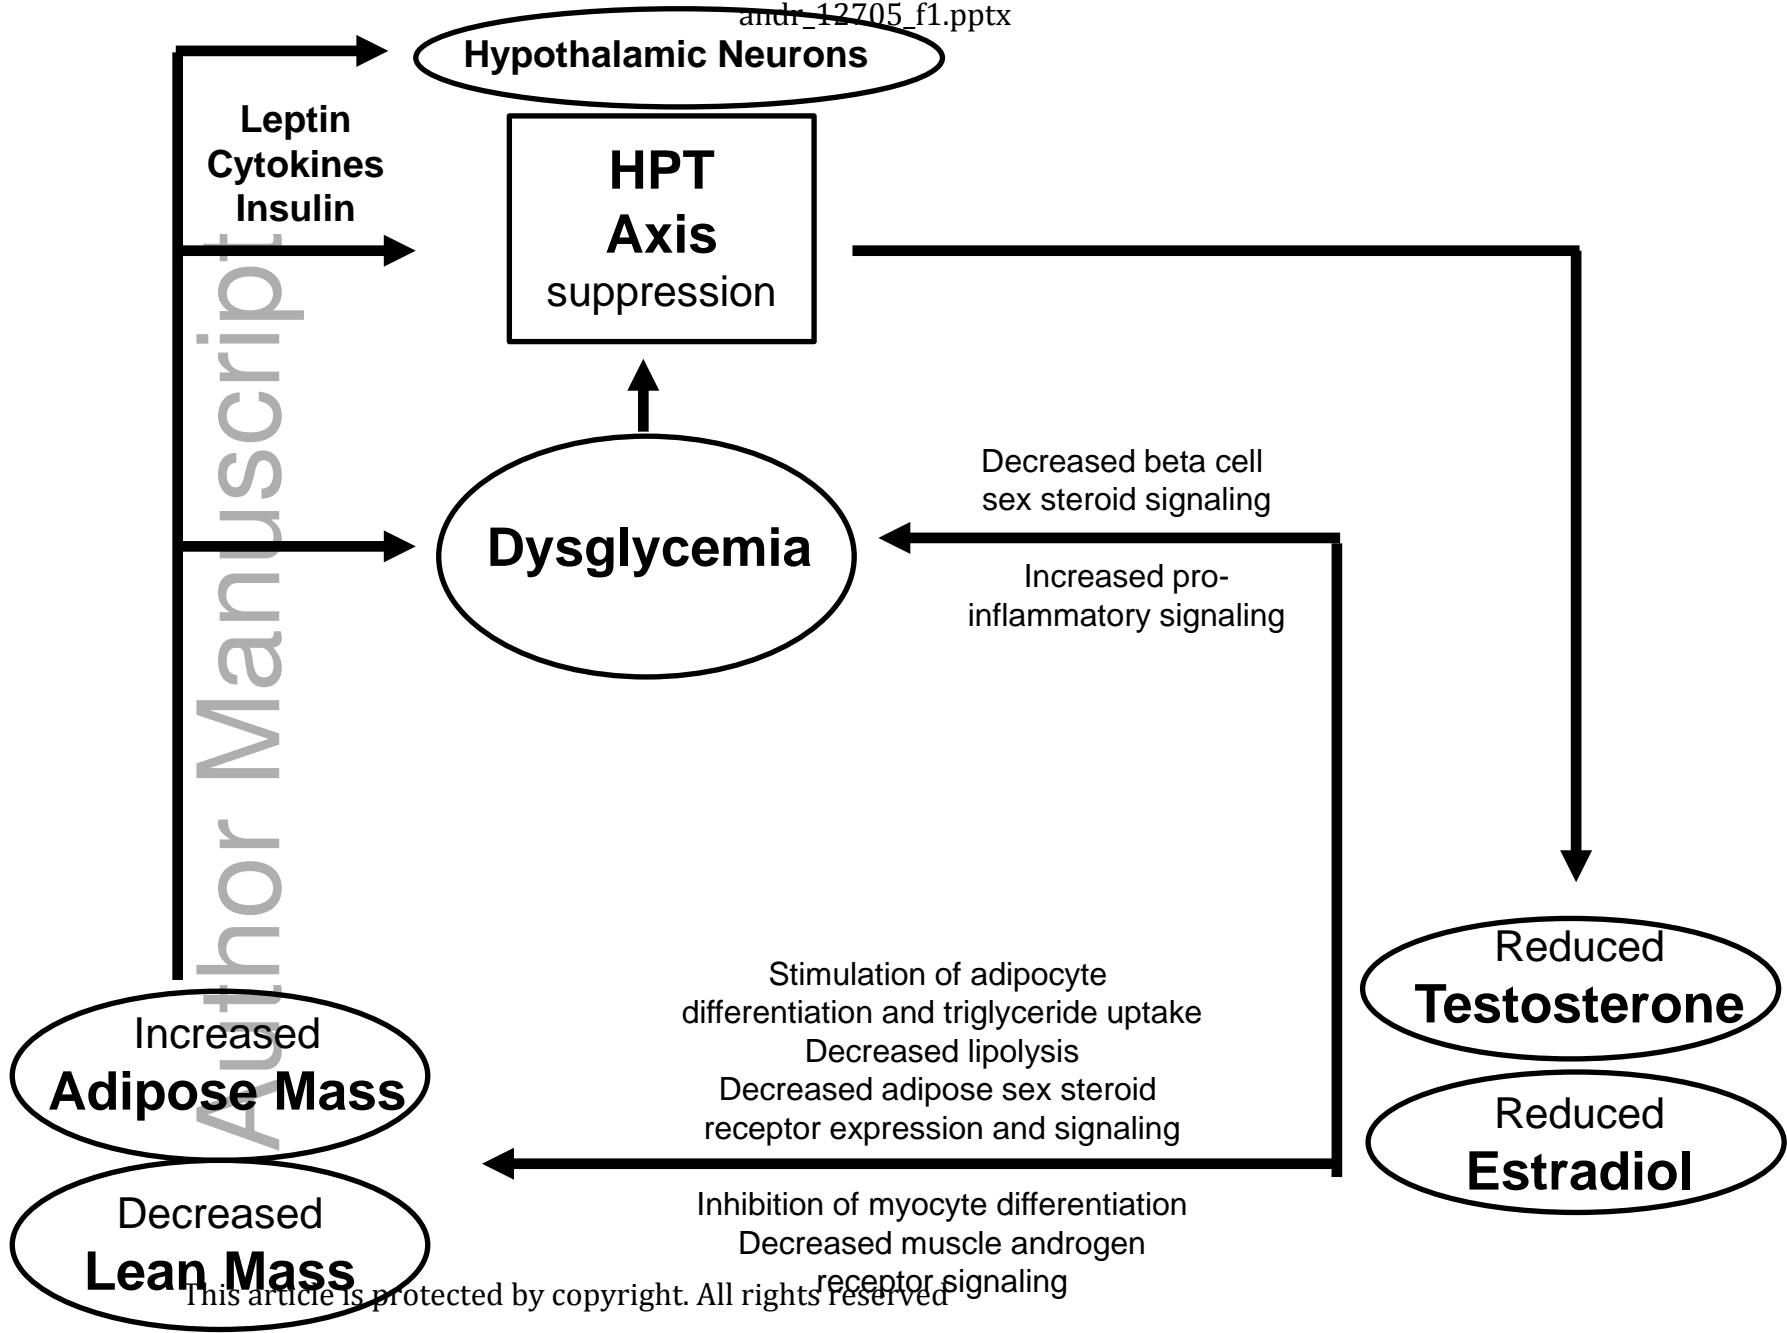 andr_12705_f1.pptx
Hypothalamic Neurons
Leptin
Cytokines
Insulin
HPT
Axis
suppression
Decreased beta cell
sex steroid signaling
Dysglycemia
Increased pro-
inflammatory signaling
Author Manuscript
Reduced
Testosterone
Stimulation of adipocyte
differentiation and triglyceride uptake
Decreased lipolysis
Decreased adipose sex steroid
receptor expression and signaling
Increased
Adipose Mass
Reduced
Estradiol
Decreased
Lean Mass
Inhibition of myocyte differentiation
Decreased muscle androgen
receptor signaling
This article is protected by copyright. All rights reserved